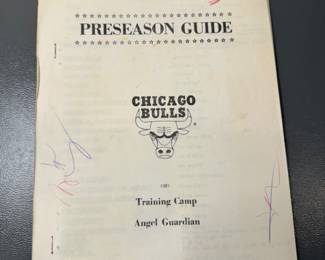 PRESEASON GUIDE
CHICAGO
BULLS
®
Training Camp
Angel Guardian